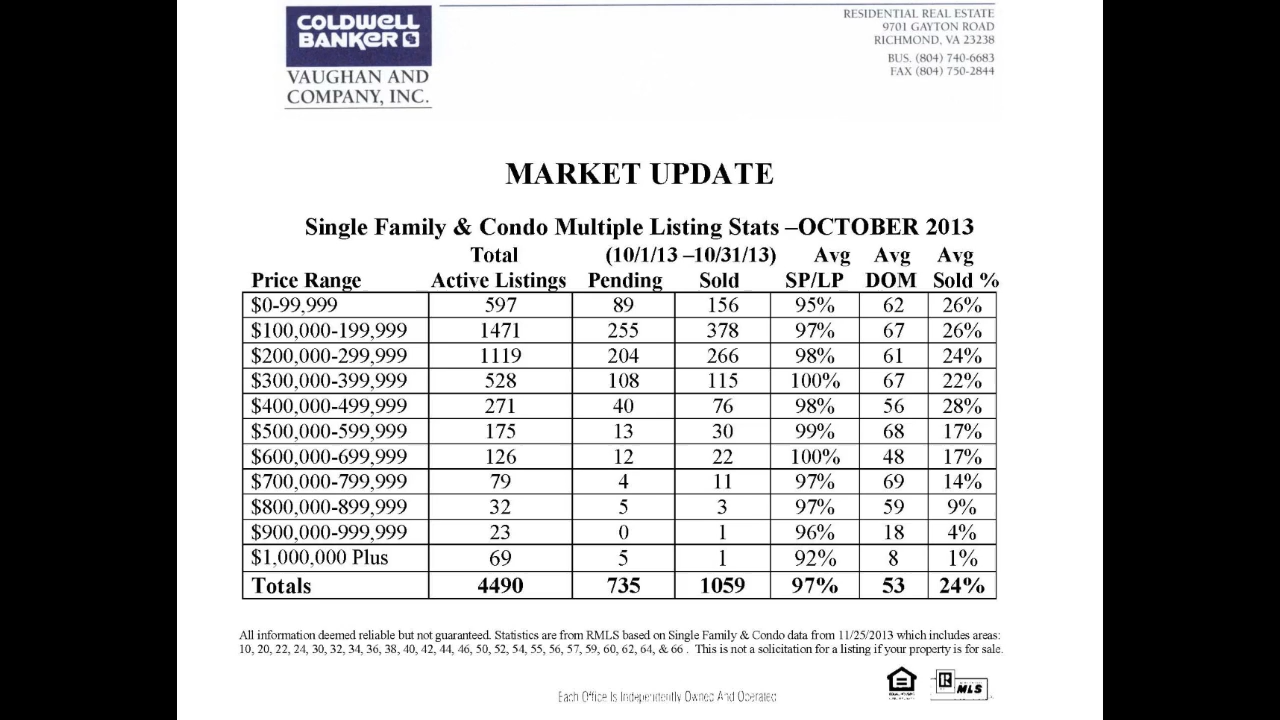 COLDWELL
BANKER
VAUGHAN AND
COMPANY, INC.
RESIDENTIAL REAL ESTATE
9701 GAYTON ROAD
RICHMOND, VA 23238
BUS. (804) 740-6683
FAX (804) 750-2844
MARKET UPDATE
Single Family & Condo Multiple Listing Stats –OCTOBER 2013
Total (10/1/13 –10/31/13) Avg Avg Avg
Price Range Active Listings Pending Sold SP/LP DOM Sold %
$0-99,999 597 89 156 95% 62 26%
$100,000-199,999 1471 255 378 97% 67 26%
$200,000-299,999 1119 204 266 98% 61 24%
$300,000-399,999 528 108 115 100% 67 22%
$400,000-499,999 271 40 76 98% 56 28%
$500,000-599,999 175 13 30 99% 68 17%
$600,000-699,999 126 12 22 100% 48 17%
$700,000-799,999 79 4 11 97% 69 14%
$800,000-899,999 32 5 3 97% 59 9%
$900,000-999,999 23 0 1 96% 18 4%
$1,000,000 Plus 69 5 1 92% 8 1%
Totals 4490 735 1059 97% 53 24%
All information deemed reliable but not guaranteed. Statistics are from RMLS based on Single Family & Condo data from 11/25/2013 which includes areas:
10, 20, 22, 24, 30, 32, 34, 36, 38, 40, 42, 44, 46, 50, 52, 54, 55, 56, 57, 59, 60, 62, 64, & 66 . This is not a solicitation for a listing if your property is for sale.
Each Office Is Independently Owned And Operated
R MLS